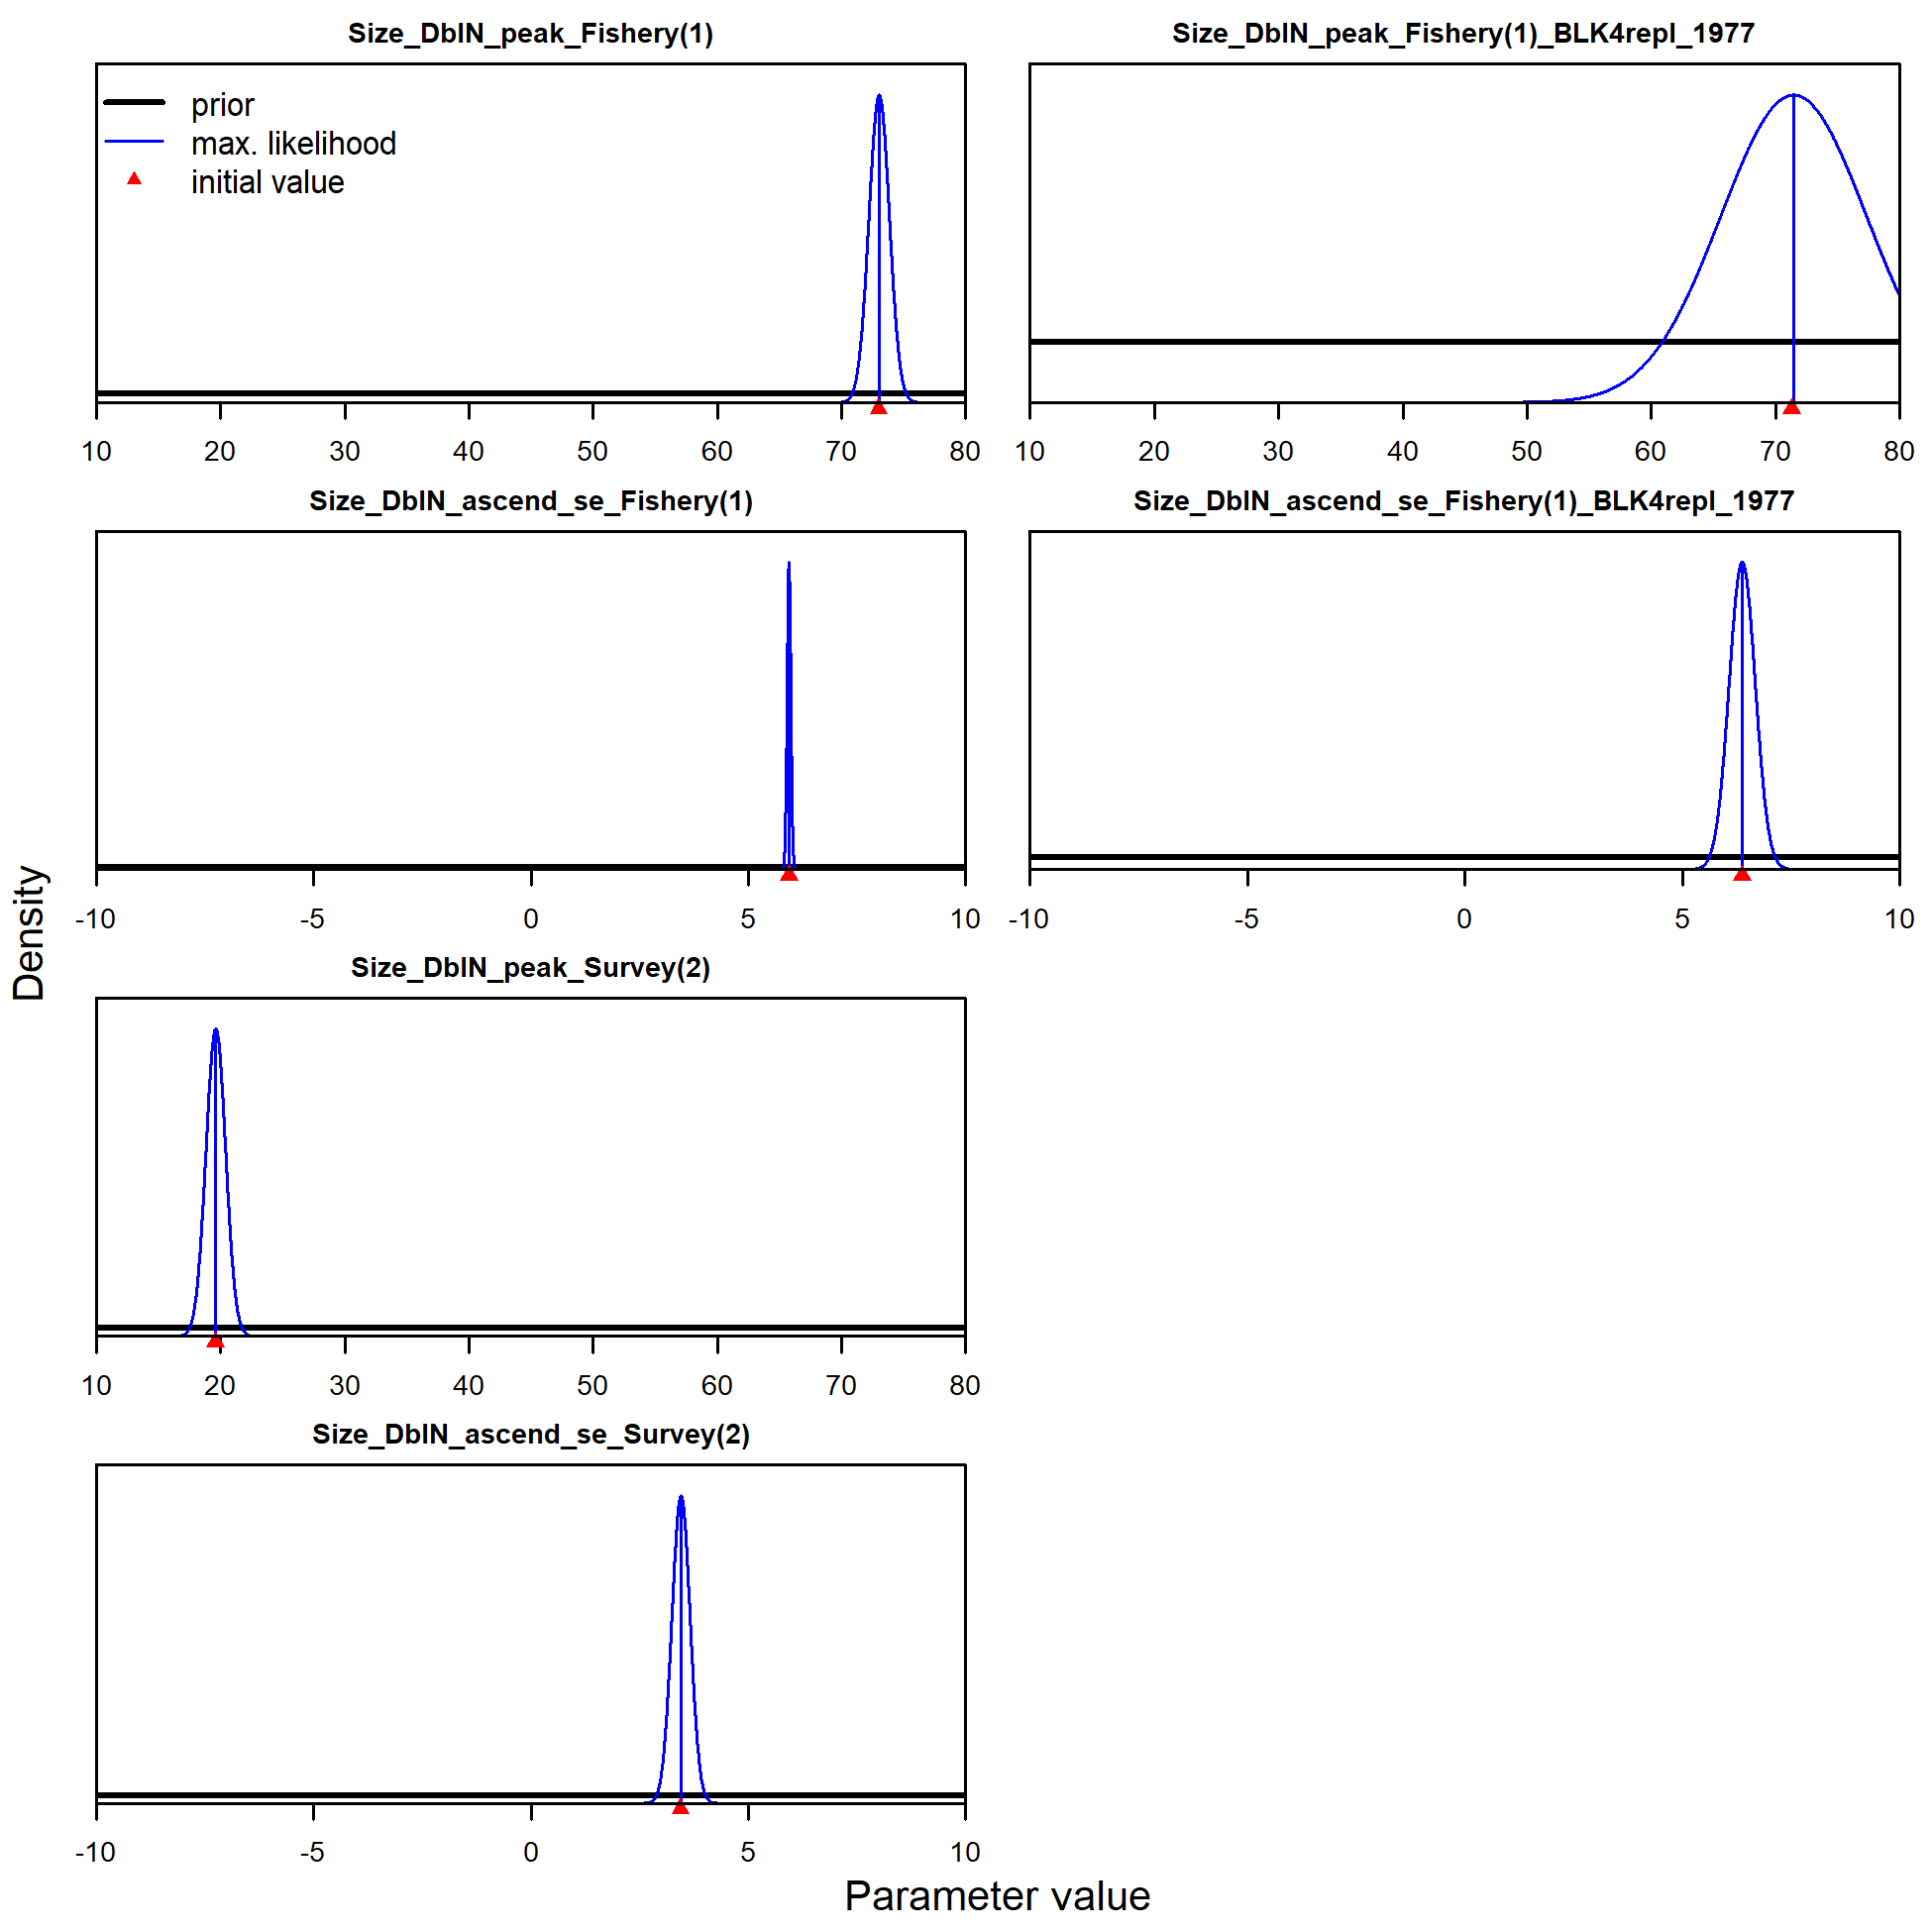 Size_DblN_peak_Fishery(1)
prior
max. likelihood
initial value
10 20 30 40 50 60 70 80
Size_DblN_peak_Fishery(1)_BLK4repl_1977
10 20 30 40 50 60 70 80
Size_DblN_ascend_se_Fishery(1)
-10 -5 0 5 10
Size_DblN_ascend_se_Fishery(1)_BLK4repl_1977
-10 -5 0 5 10
Size_DblN_peak_Survey(2)
10 20 30 40 50 60 70 80
Size_DblN_ascend_se_Survey(2)
-10 -5 0 5 10
Density
Parameter value